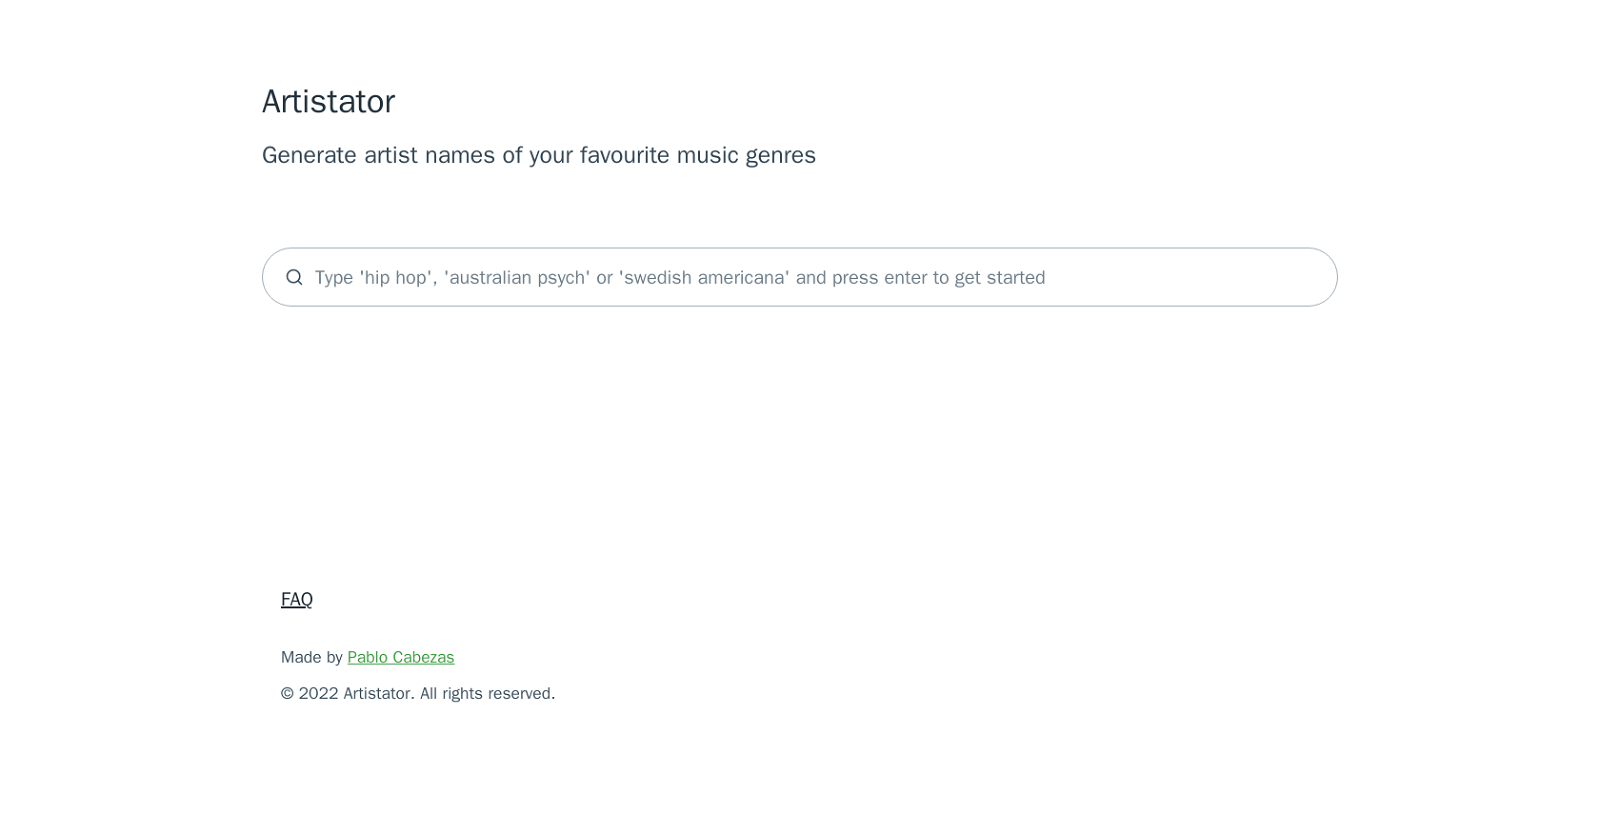 Artistator
Generate artist names of your favourite music genres
Type 'hip hop', 'australian psych' or 'swedish americana' and press enter to get started
FAQ
Made by Pablo Cabezas
© 2022 Artistator. All rights reserved.